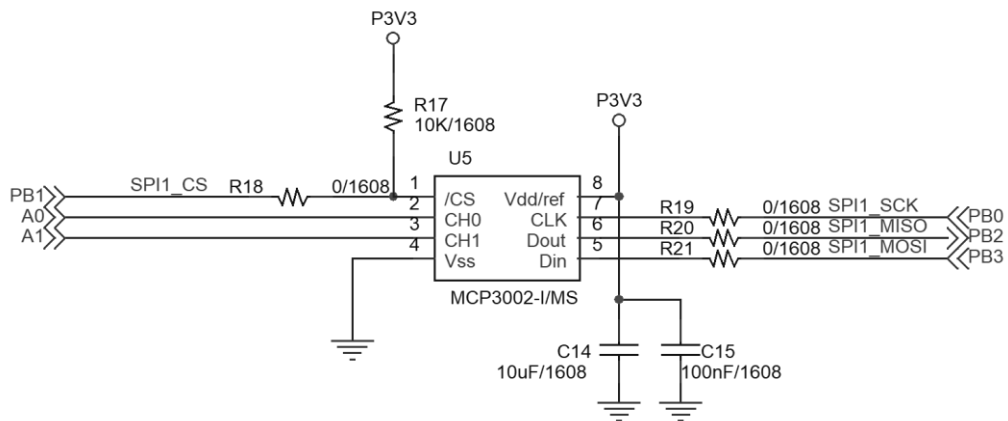 P3V3
R17
10K/1608
P3V3
U5
PB1 SPI1_CS R18 0/1608 1 /CS Vdd/ref 8
A0 2 CH0 CLK 7 R19 0/1608 SPI1_SCK PB0
A1 3 CH1 Dout 6 R20 0/1608 SPI1_MISO PB2
4 Vss Din 5 R21 0/1608 SPI1_MOSI PB3
MCP3002-I/MS
C14 C15
10uF/1608 100nF/1608